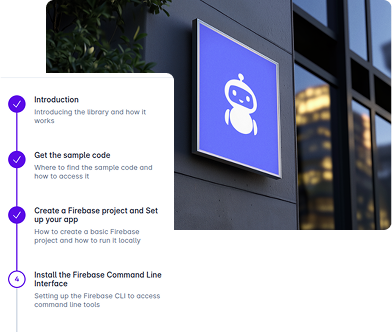 Introduction
Introducing the library and how it
works
Get the sample code
Where to find the sample code and
how to access it
Create a Firebase project and Set
up your app
How to create a basic Firebase
project and how to run it locally
4
Install the Firebase Command Line
Interface
Setting up the Firebase CLI to access
command line tools